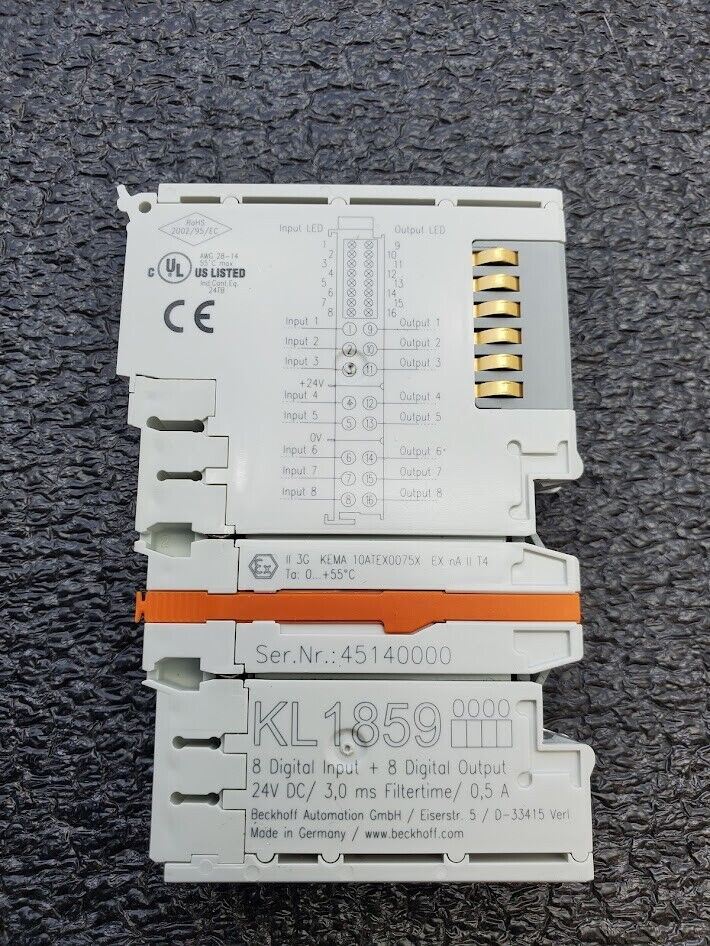 RoHS
2002/95/EC
AWG 28-14
55°C max
C UL US LISTED
Ind.Cont.Eq.
24TB
CE
Input LED Output LED
1 9
2 10
3 11
4 12
5 13
6 14
7 15
8 16
Input 1 1 9 Output 1
Input 2 2 10 Output 2
Input 3 11 Output 3
+24V
Input 4 4 12 Output 4
Input 5 5 13 Output 5
0V
Input 6 6 14 Output 6
Input 7 7 15 Output 7
Input 8 8 16 Output 8
Ex II 3G KEMA 10ATEX0075X EX nA II T4
Ta: 0...+55°C
Ser.Nr.: 45140000
KL1859 0000
8 Digital Input + 8 Digital Output
24V DC/ 3,0 ms Filtertime/ 0,5 A
Beckhoff Automation GmbH / Eiserstr. 5 / D-33415 Verl
Made in Germany / www.beckhoff.com